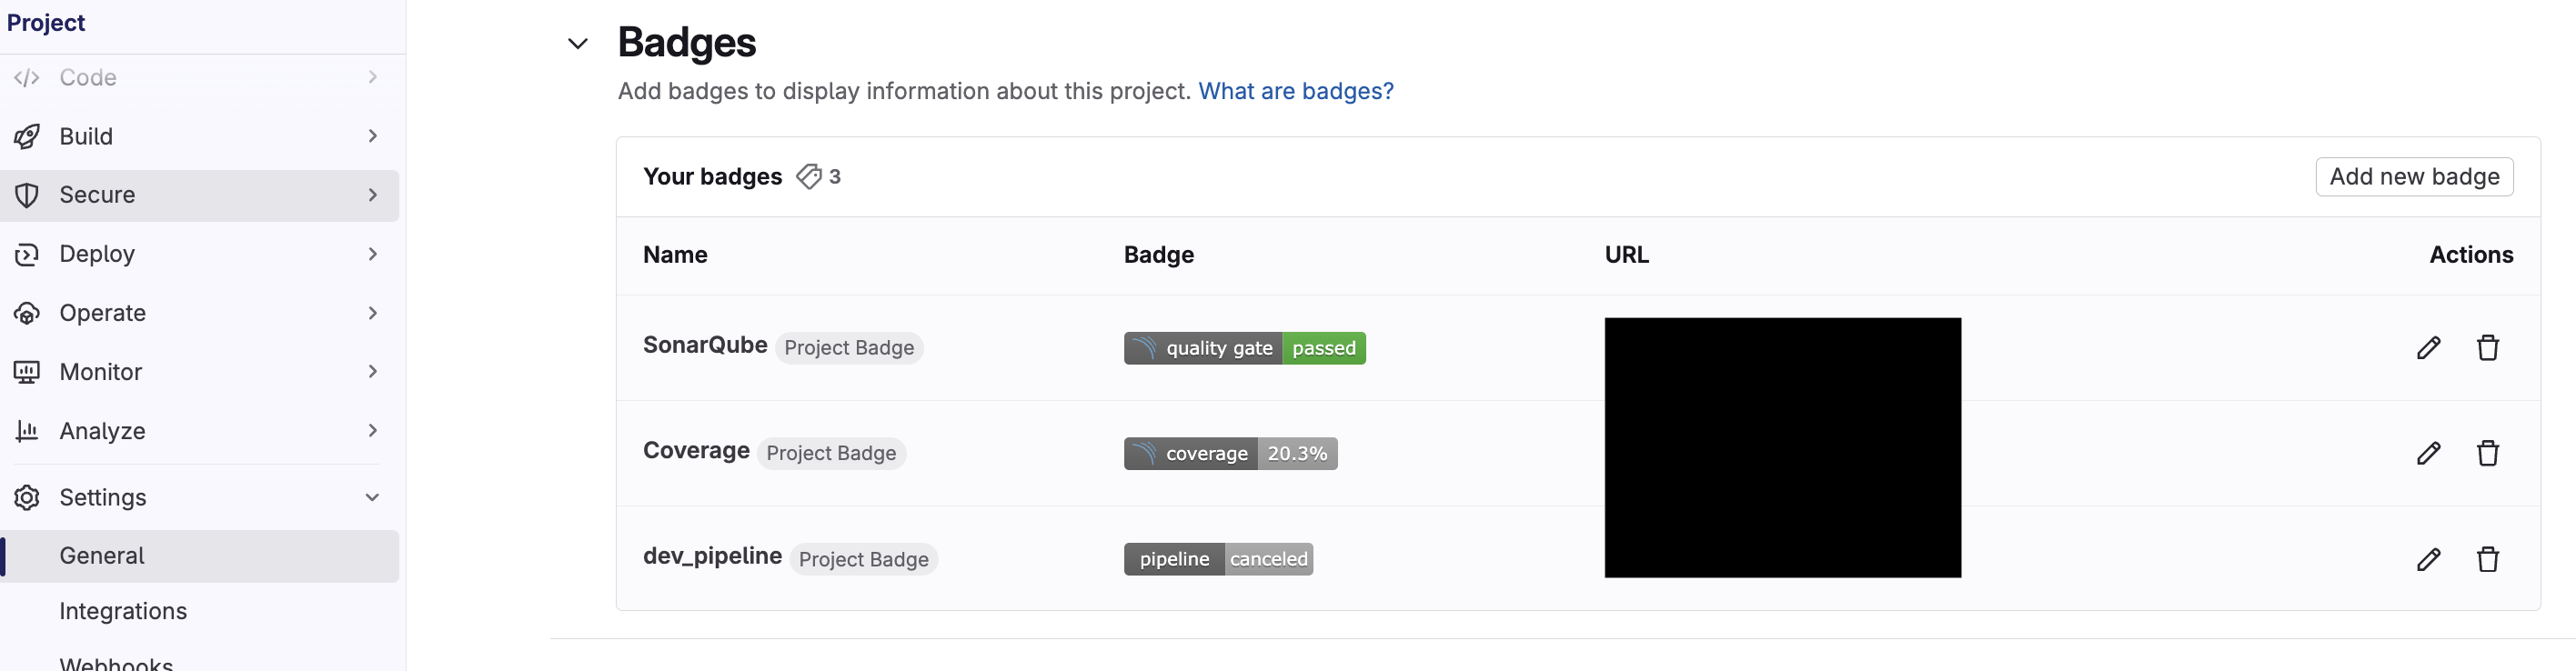 Project
Code
Build
Secure
Deploy
Operate
Monitor
Analyze
Settings
General
Integrations
Webhooks
Badges
Add badges to display information about this project. What are badges?
Your badges 3 Add new badge
Name Badge URL Actions
SonarQube Project Badge quality gate passed
Coverage Project Badge coverage 20.3%
dev_pipeline Project Badge pipeline canceled